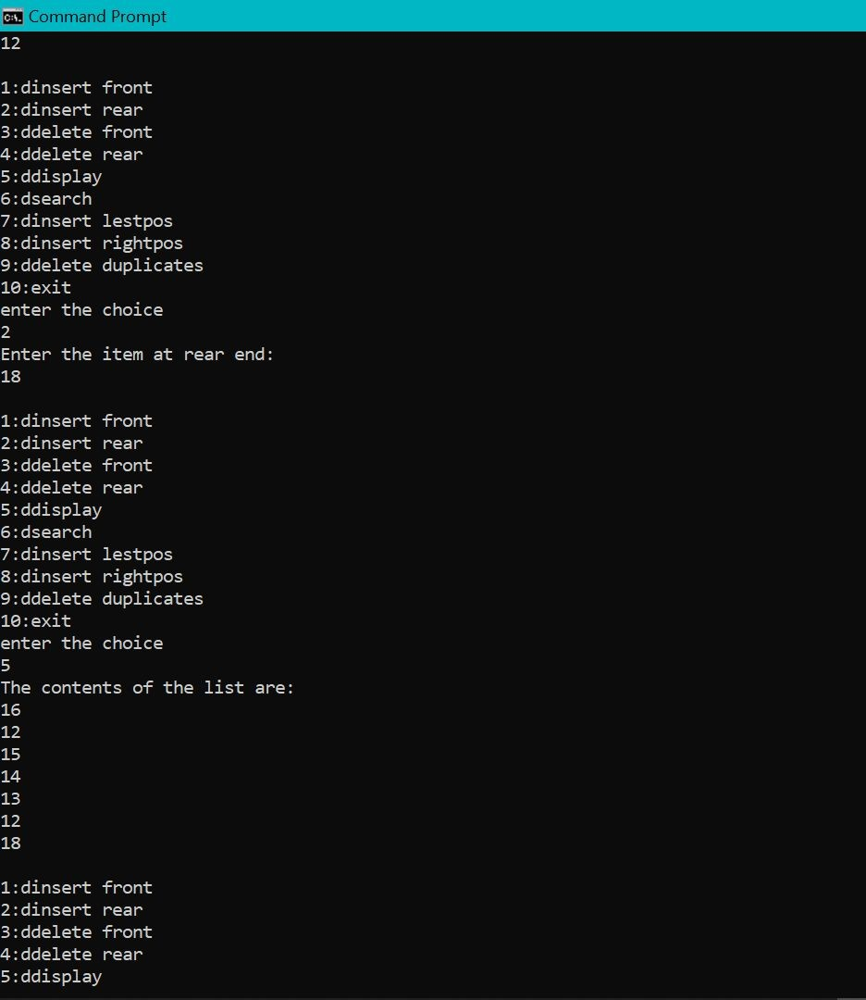 Command Prompt
12
1:dinsert front
2:dinsert rear
3:ddelete front
4:ddelete rear
5:ddisplay
6:dsearch
7:dinsert lestpos
8:dinsert rightpos
9:ddelete duplicates
10:exit
enter the choice
2
Enter the item at rear end:
18
1:dinsert front
2:dinsert rear
3:ddelete front
4:ddelete rear
5:ddisplay
6:dsearch
7:dinsert lestpos
8:dinsert rightpos
9:ddelete duplicates
10:exit
enter the choice
5
The contents of the list are:
16
12
15
14
13
12
18
1:dinsert front
2:dinsert rear
3:ddelete front
4:ddelete rear
5:ddisplay